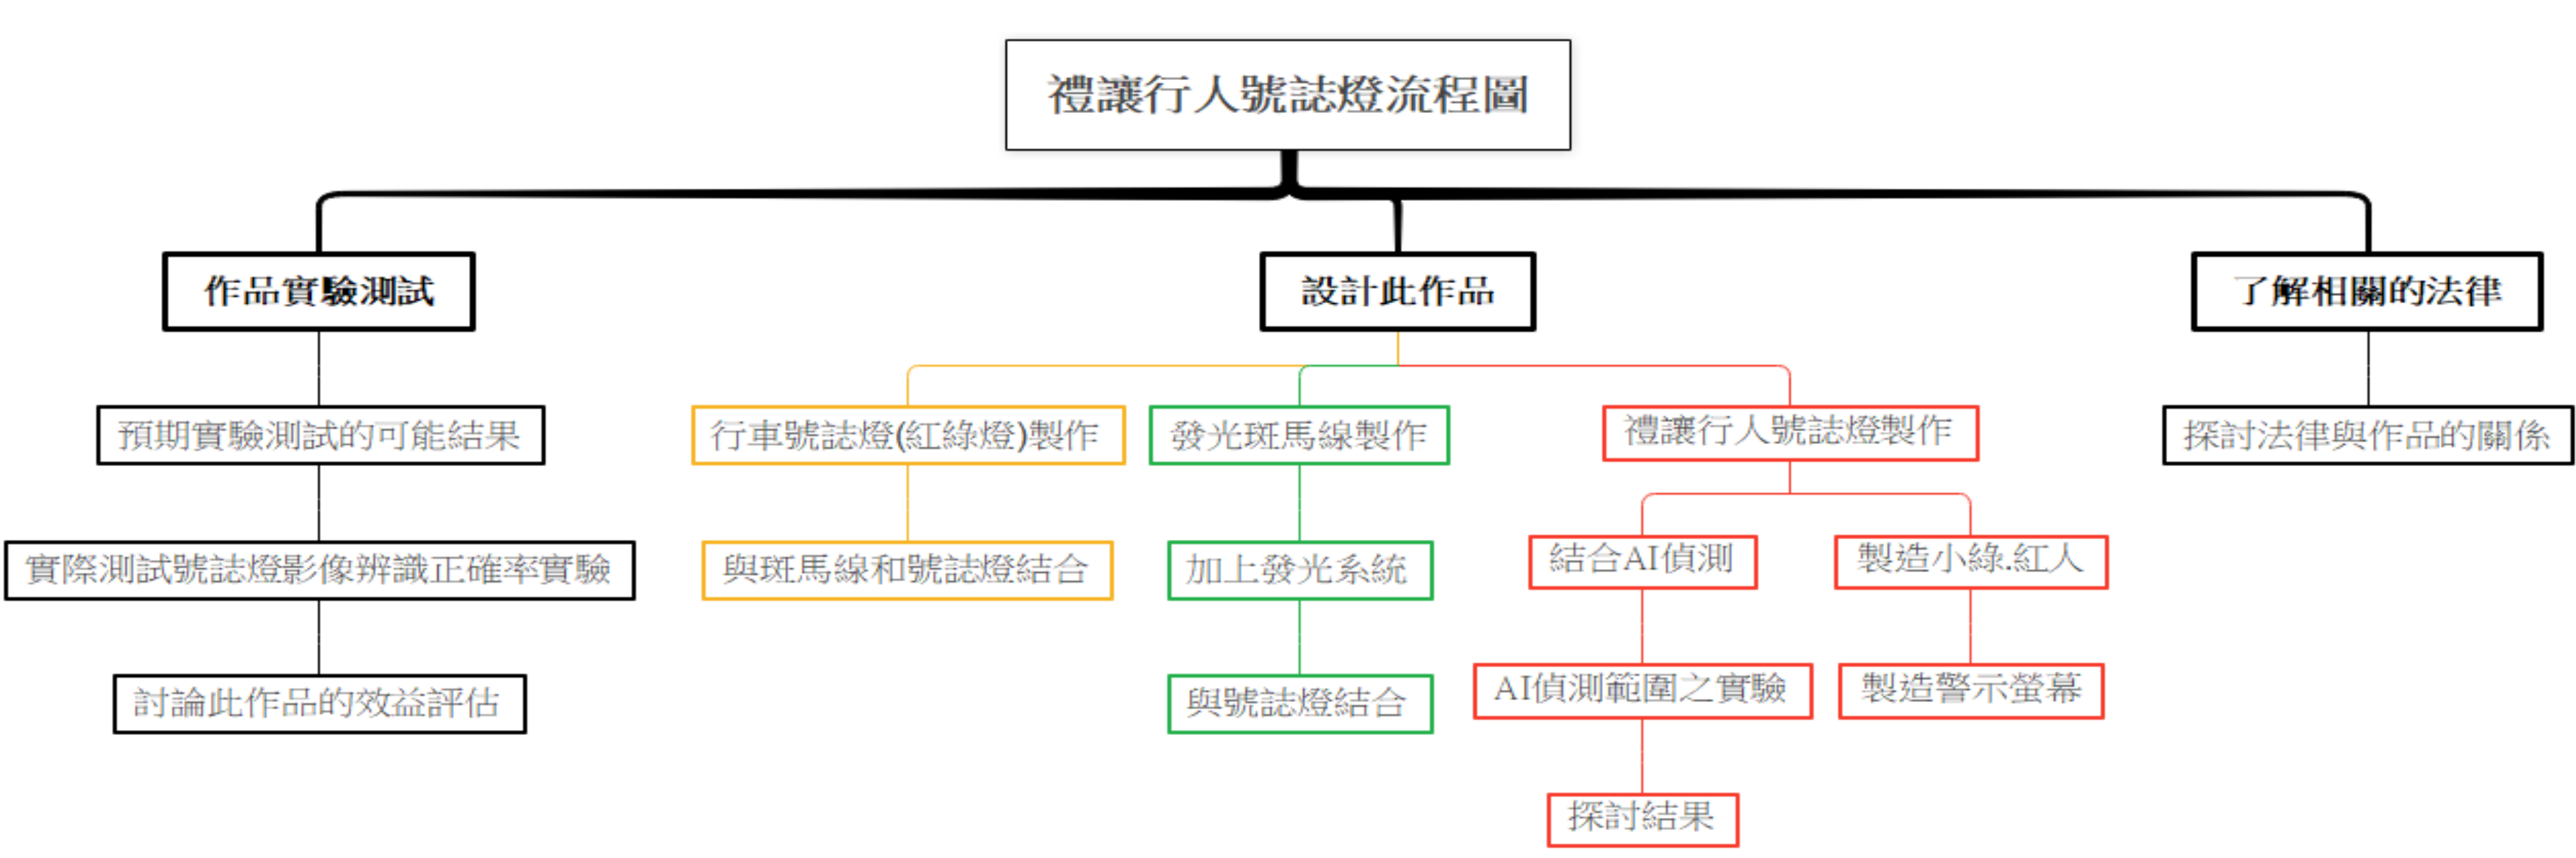 禮讓行人號誌燈流程圖
作品實驗測試
設計此作品
了解相關的法律
預期實驗測試的可能結果
行車號誌燈(紅綠燈)製作
發光斑馬線製作
禮讓行人號誌燈製作
探討法律與作品的關係
實際測試號誌燈影像辨識正確率實驗
與斑馬線和號誌燈結合
加上發光系統
結合AI偵測
製造小綠.紅人
討論此作品的效益評估
與號誌燈結合
AI偵測範圍之實驗
製造警示螢幕
探討結果